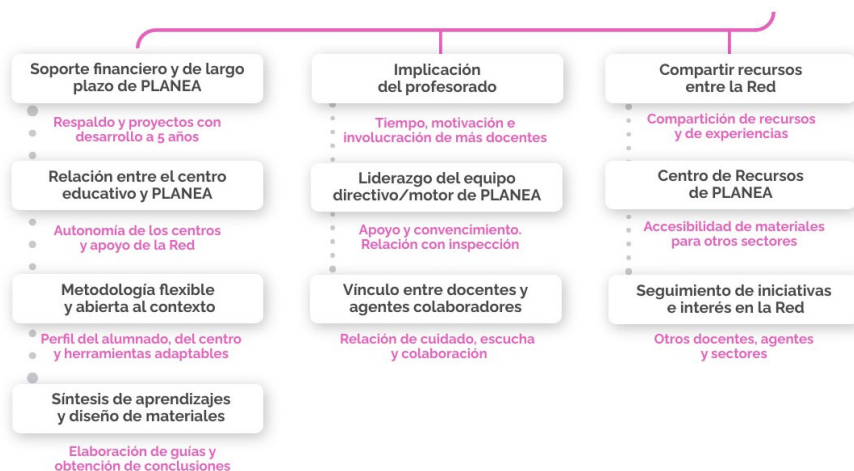 Soporte financiero y de largo
plazo de PLANEA
Respaldo y proyectos con
desarrollo a 5 años
Relación entre el centro
educativo y PLANEA
Autonomía de los centros
y apoyo de la Red
Metodología flexible
y abierta al contexto
Perfil del alumnado, del centro
y herramientas adaptables
Síntesis de aprendizajes
y diseño de materiales
Elaboración de guías y
obtención de conclusiones
Implicación
del profesorado
Tiempo, motivación e
involucración de más docentes
Liderazgo del equipo
directivo/motor de PLANEA
Apoyo y convencimiento.
Relación con inspección
Vínculo entre docentes y
agentes colaboradores
Relación de cuidado, escucha
y colaboración
Compartir recursos
entre la Red
Compartición de recursos
y de experiencias
Centro de Recursos
de PLANEA
Accesibilidad de materiales
para otros sectores
Seguimiento de iniciativas
e interés en la Red
Otros docentes, agentes
y sectores